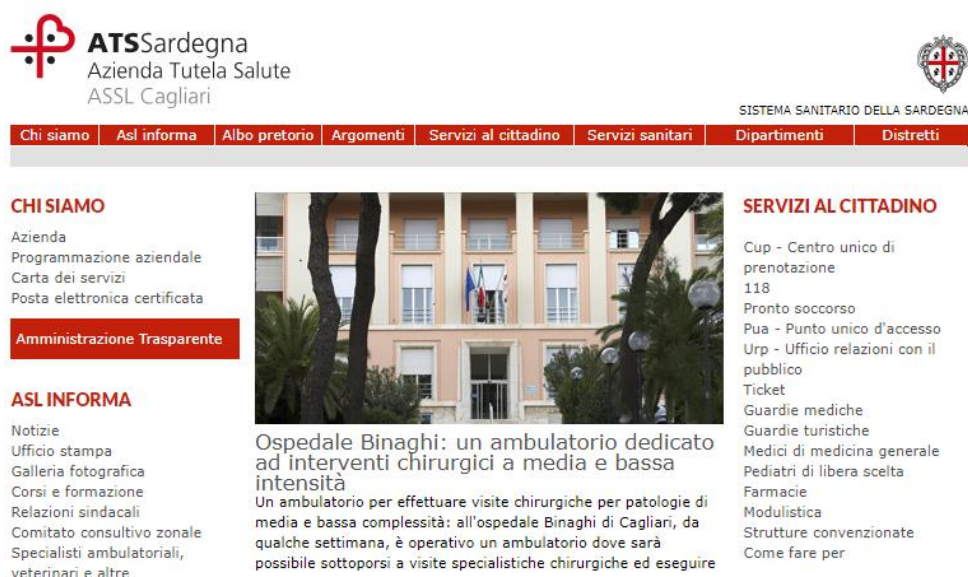 ATSSardegna
Azienda Tutela Salute
ASSL Cagliari
SISTEMA SANITARIO DELLA SARDEGNA
Chi siamo
Asl informa
Albo pretorio
Argomenti
Servizi al cittadino
Servizi sanitari
Dipartimenti
Distretti
CHI SIAMO
Azienda
Programmazione aziendale
Carta dei servizi
Posta elettronica certificata
Amministrazione Trasparente
ASL INFORMA
Notizie
Ufficio stampa
Galleria fotografica
Corsi e formazione
Relazioni sindacali
Comitato consultivo zonale
Specialisti ambulatoriali,
veterinari e altre
Ospedale Binaghi: un ambulatorio dedicato
ad interventi chirurgici a media e bassa
intensità
Un ambulatorio per effettuare visite chirurgiche per patologie di
media e bassa complessità: all'ospedale Binaghi di Cagliari, da
qualche settimana, è operativo un ambulatorio dove sarà
possibile sottoporsi a visite specialistiche chirurgiche ed eseguire
SERVIZI AL CITTADINO
Cup - Centro unico di
prenotazione
118
Pronto soccorso
Pua - Punto unico d'accesso
Urp - Ufficio relazioni con il
pubblico
Ticket
Guardie mediche
Guardie turistiche
Medici di medicina generale
Pediatri di libera scelta
Farmacie
Modulistica
Strutture convenzionate
Come fare per